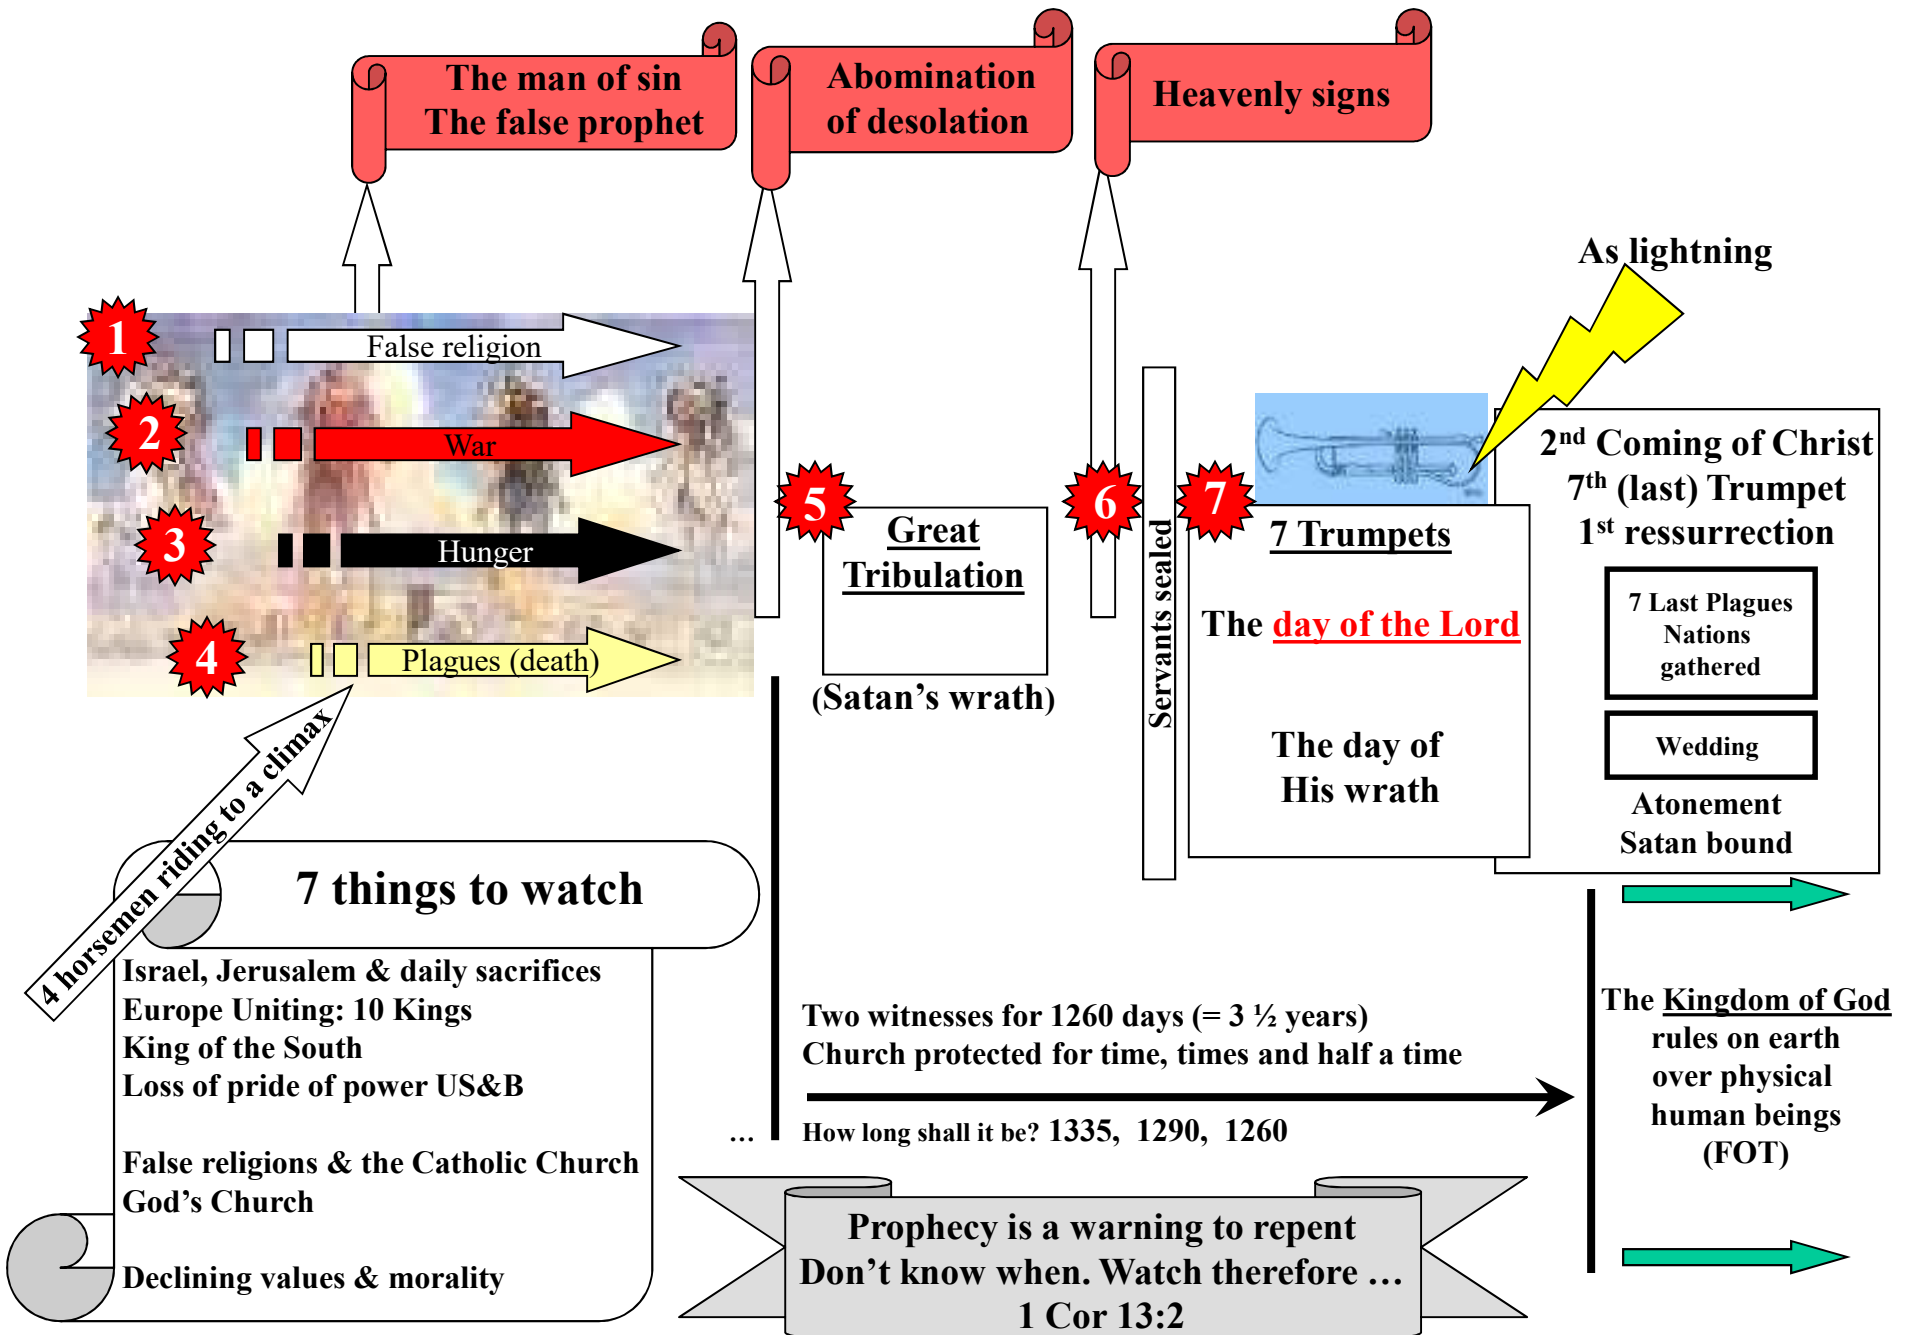 The man of sin
The false prophet
Abomination
of desolation
Heavenly signs
As lightning
1
False religion
2
War
3
Hunger
4
Plagues (death)
4 horsemen riding to a climax
5
Great
Tribulation
(Satan’s wrath)
6
Servants sealed
7
7 Trumpets
The day of the Lord
The day of
His wrath
2nd Coming of Christ
7th (last) Trumpet
1st ressurrection
7 Last Plagues
Nations
gathered
Wedding
Atonement
Satan bound
7 things to watch
Israel, Jerusalem & daily sacrifices
Europe Uniting: 10 Kings
King of the South
Loss of pride of power US&B
False religions & the Catholic Church
God’s Church
Declining values & morality
Two witnesses for 1260 days (= 3 ½ years)
Church protected for time, times and half a time
… How long shall it be? 1335, 1290, 1260
The Kingdom of God
rules on earth
over physical
human beings
(FOT)
Prophecy is a warning to repent
Don’t know when. Watch therefore …
1 Cor 13:2